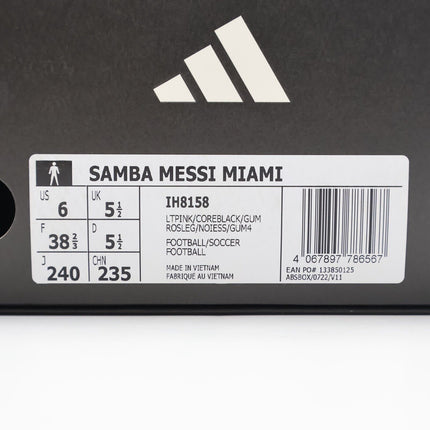 SAMBA MESSI MIAMI
US 6
UK 5 1/2
F 38 2/3
D 5 1/2
J 240
CHN 235
IH8158
LTPINK/COREBLACK/GUM
ROSLEG/NOIESS/GUM4
FOOTBALL/SOCCER
FOOTBALL
MADE IN VIETNAM
FABRIQUÉ AU VIETNAM
4 067897 786567
EAN PO# 133850125
ABSBOX/0722/V11